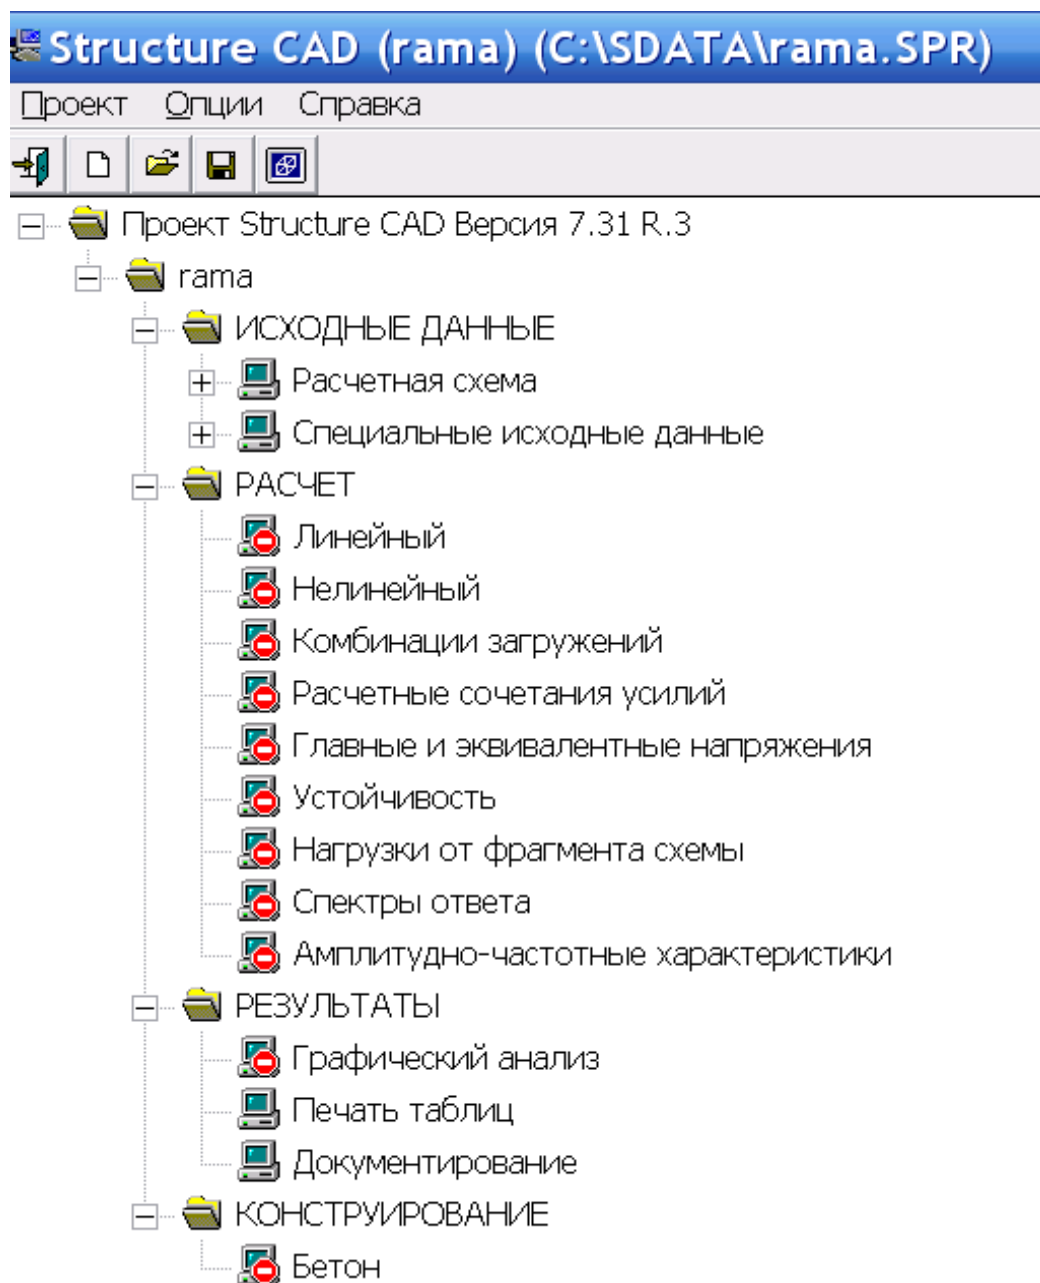 Structure CAD (rama) (C:\SDATA\rama.SPR)
Проект Опции Справка
Проект Structure CAD Версия 7.31 R.3
rama
ИСХОДНЫЕ ДАННЫЕ
Расчетная схема
Специальные исходные данные
РАСЧЕТ
Линейный
Нелинейный
Комбинации загружений
Расчетные сочетания усилий
Главные и эквивалентные напряжения
Устойчивость
Нагрузки от фрагмента схемы
Спектры ответа
Амплитудно-частотные характеристики
РЕЗУЛЬТАТЫ
Графический анализ
Печать таблиц
Документирование
КОНСТРУИРОВАНИЕ
Бетон